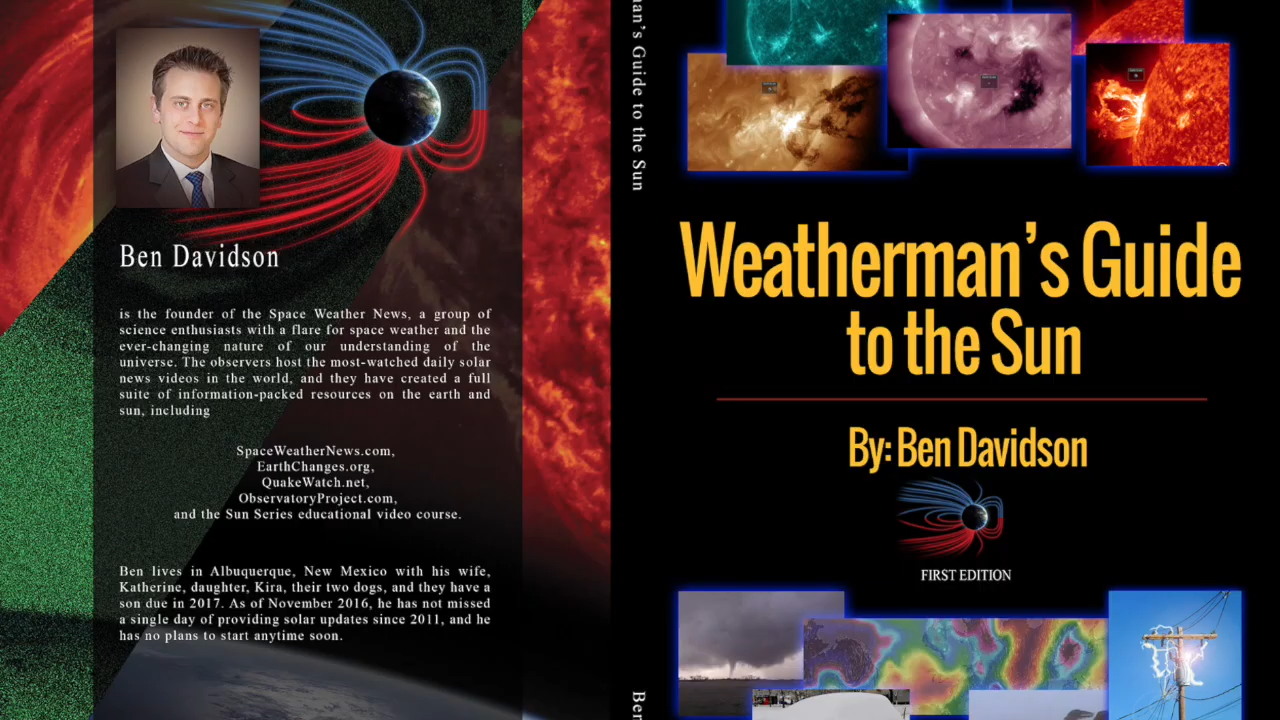 Ben Davidson
is the founder of the Space Weather News, a group of
science enthusiasts with a flare for space weather and the
ever-changing nature of our understanding of the
universe. The observers host the most-watched daily solar
news videos in the world, and they have created a full
suite of information-packed resources on the earth and
sun, including
SpaceWeatherNews.com,
EarthChanges.org,
QuakeWatch.net,
ObservatoryProject.com,
and the Sun Series educational video course.
Ben lives in Albuquerque, New Mexico with his wife,
Katherine, daughter, Kira, their two dogs, and they have a
son due in 2017. As of November 2016, he has not missed
a single day of providing solar updates since 2011, and he
has no plans to start anytime soon.
man's Guide to the Sun
Ber
Weatherman's Guide
to the Sun
By: Ben Davidson
FIRST EDITION